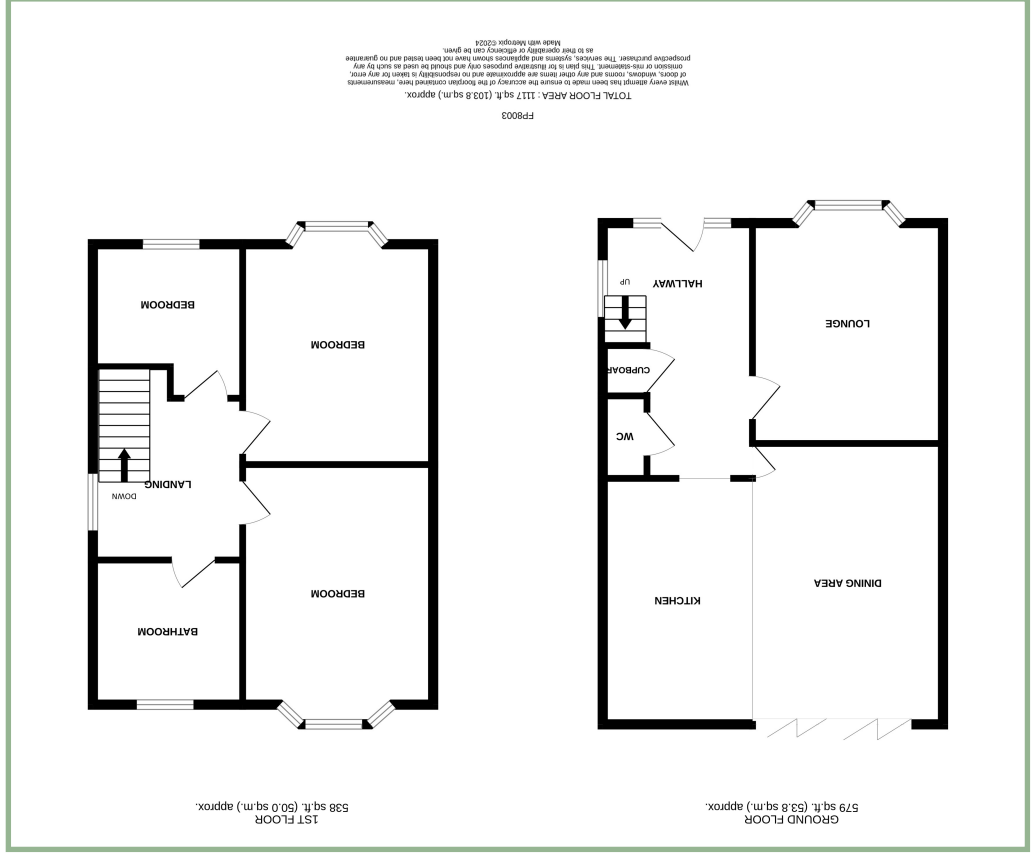 GROUND FLOOR
579 sq.ft. (53.8 sq.m.) approx.
1ST FLOOR
538 sq.ft. (50.0 sq.m.) approx.
DINING AREA
KITCHEN
WC
CUPBOAR
LOUNGE
HALLWAY
UP
BATHROOM
BEDROOM
DOWN
LANDING
BEDROOM
BEDROOM
FP8003
TOTAL FLOOR AREA : 1117 sq.ft. (103.8 sq.m.) approx.
Whilst every attempt has been made to ensure the accuracy of the floorplan contained here, measurements
of doors, windows, rooms and any other items are approximate and no responsibility is taken for any error,
omission or mis-statement. This plan is for illustrative purposes only and should be used as such by any
prospective purchaser. The services, systems and appliances shown have not been tested and no guarantee
as to their operability or efficiency can be given.
Made with Metropix ©2024